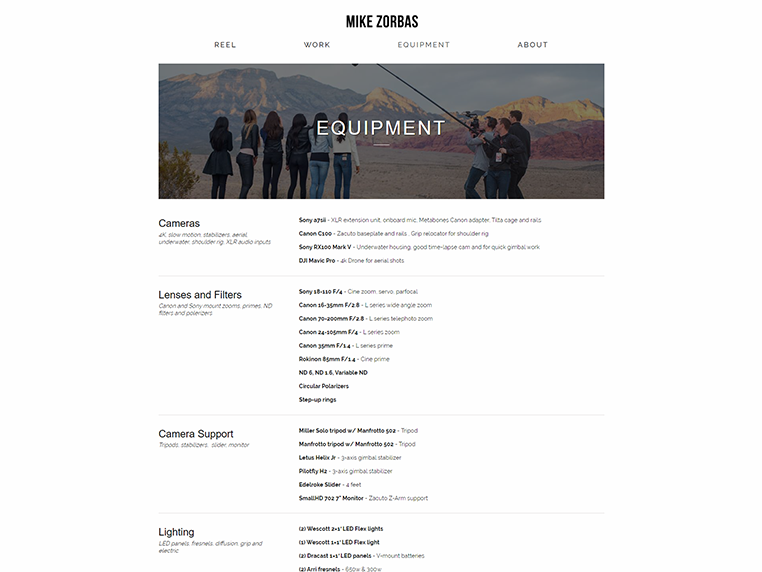 MIKE ZORBAS
REEL WORK EQUIPMENT ABOUT
EQUIPMENT
Cameras
4K, slow motion, stabilizers, aerial,
underwater, shoulder rig, XLR audio inputs
Sony a7sii - XLR extension unit, onboard mic, Metabones Canon adapter, Tilta cage and rails
Canon C100 - Zacuto baseplate and rails , Grip relocator for shoulder rig
Sony RX100 Mark V - Underwater housing, good time-lapse cam and for quick gimbal work
DJI Mavic Pro - 4k Drone for aerial shots
Lenses and Filters
Canon and Sony mount zooms, primes, ND
filters and polerizers
Sony 18-110 F/4 - Cine zoom, servo, parfocal
Canon 16-35mm F/2.8 - L series wide angle zoom
Canon 70-200mm F/2.8 - L series telephoto zoom
Canon 24-105mm F/4 - L series zoom
Canon 35mm F/1.4 - L series prime
Rokinon 85mm F/1.4 - Cine prime
ND 6, ND 1.6, Variable ND
Circular Polarizers
Step-up rings
Camera Support
Tripods, stabilizers, slider, monitor
Miller Solo tripod w/ Manfrotto 502 - Tripod
Manfrotto tripod w/ Manfrotto 502 - Tripod
Letus Helix Jr - 3-axis gimbal stabilizer
Pilotfly H2 - 3-axis gimbal stabilizer
Edelroke Slider - 4 feet
SmallHD 702 7" Monitor - Zacuto Z-Arm support
Lighting
LED panels, fresnels, diffusion, grip and
electric
(2) Wescott 2×1' LED Flex lights
(1) Wescott 1×1' LED Flex light
(2) Dracast 1×1' LED panels - V-mount batteries
(2) Arri fresnels - 650w & 300w